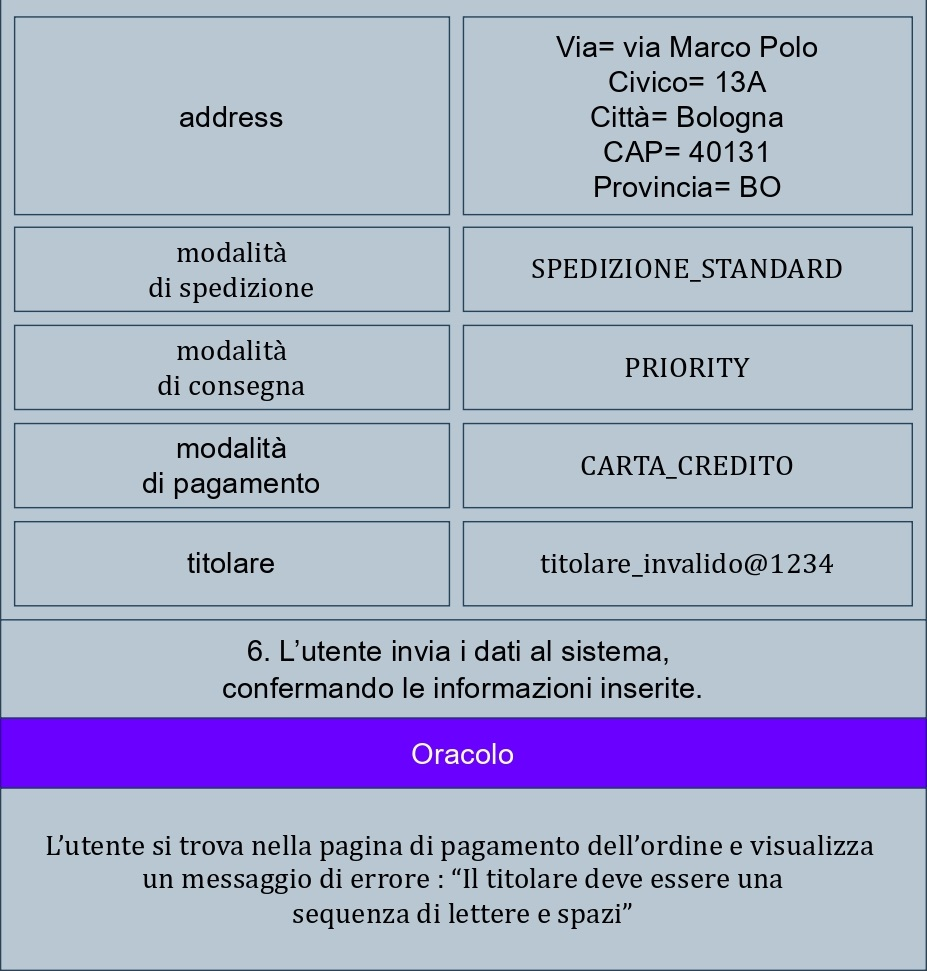 address
Via= via Marco Polo
Civico= 13A
Città= Bologna
CAP= 40131
Provincia= BO
modalità
di spedizione
SPEDIZIONE_STANDARD
modalità
di consegna
PRIORITY
modalità
di pagamento
CARTA_CREDITO
titolare
titolare_invalido@1234
6. L’utente invia i dati al sistema,
confermando le informazioni inserite.
Oracolo
L’utente si trova nella pagina di pagamento dell’ordine e visualizza
un messaggio di errore : “Il titolare deve essere una
sequenza di lettere e spazi”